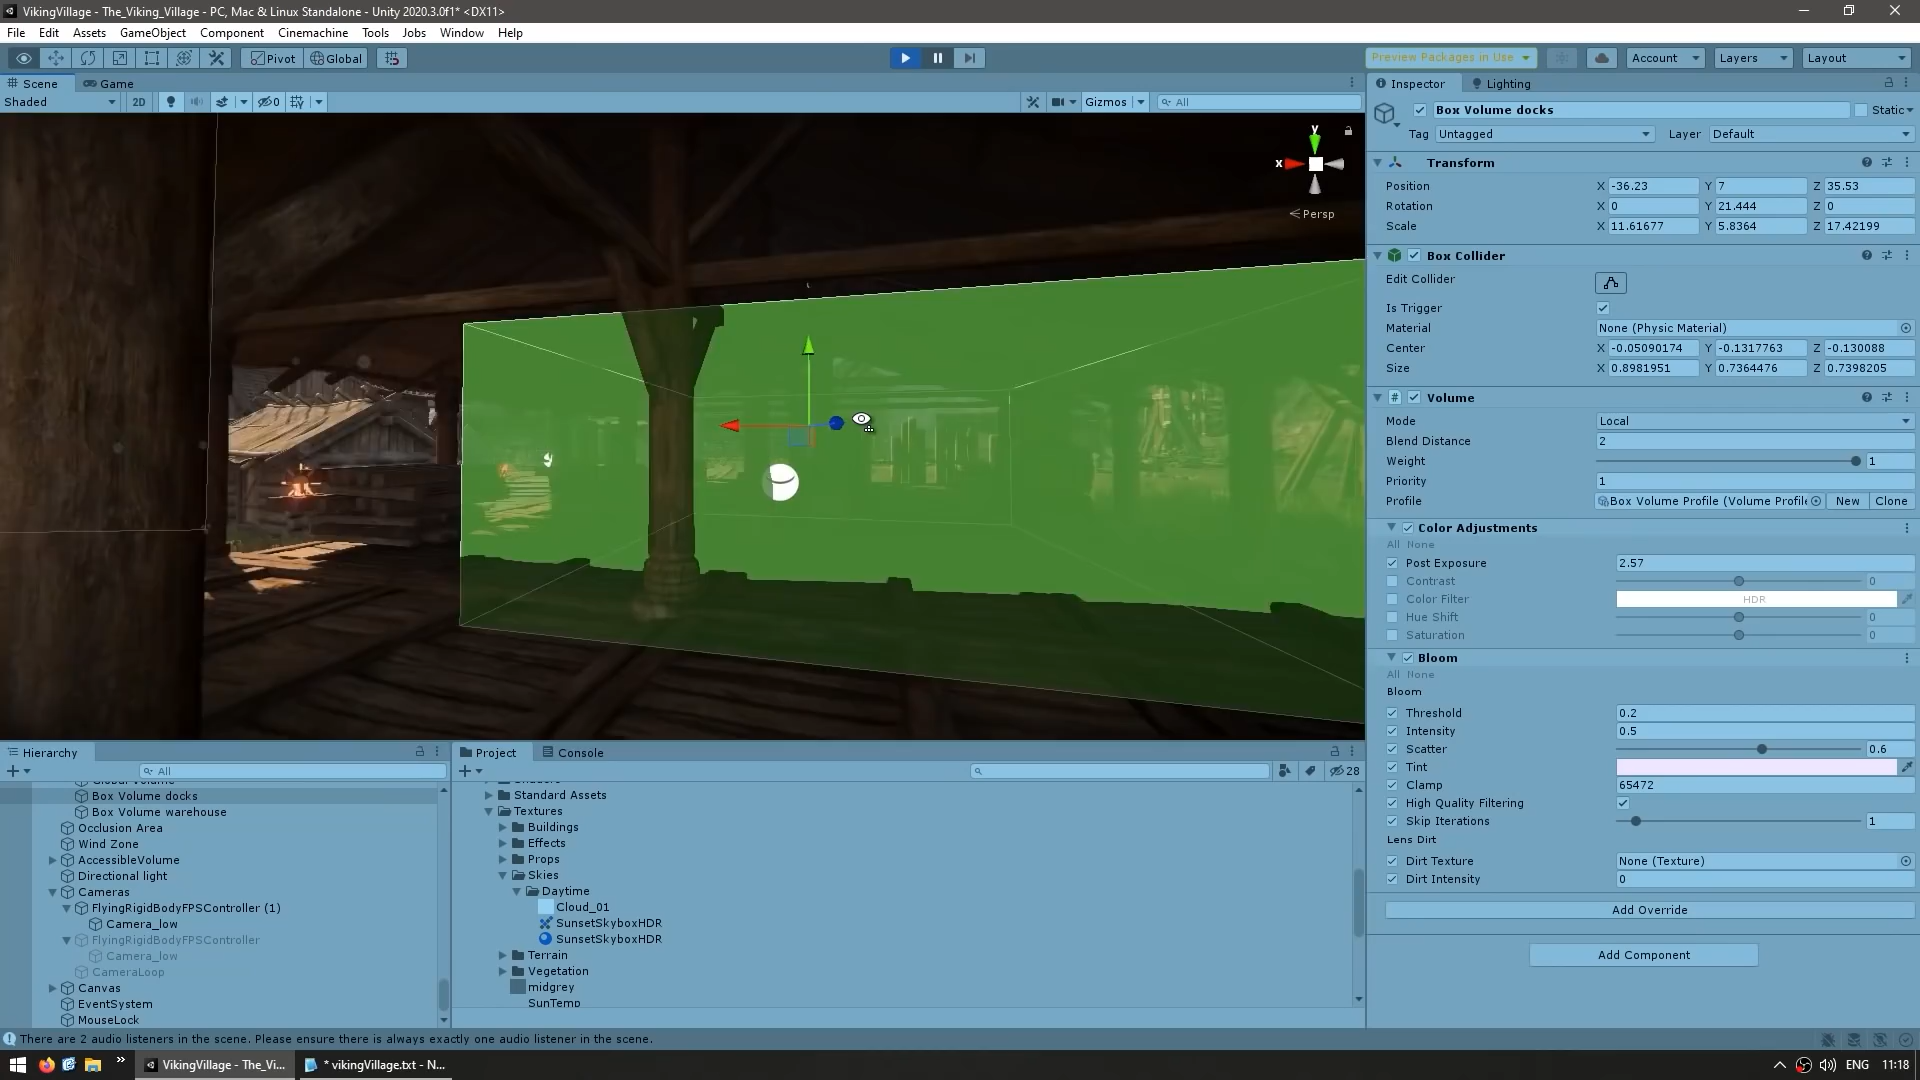 VikingVillage - The_Viking_Village - PC, Mac & Linux Standalone - Unity 2020.3.0f1* <DX11>
File Edit Assets GameObject Component Cinemachine Tools Jobs Window Help
Pivot Global Preview Packages in Use Account Layers Layout
Scene Game
Shaded 2D 0 Gizmos All
y
x
Persp
Inspector Lighting
Box Volume docks Static
Tag Untagged Layer Default
Transform
Position X -36.23 Y 7 Z 35.53
Rotation X 0 Y 21.444 Z 0
Scale X 11.61677 Y 5.8364 Z 17.42199
Box Collider
Edit Collider
Is Trigger
Material None (Physic Material)
Center X -0.05090174 Y -0.1317763 Z -0.130088
Size X 0.8981951 Y 0.7364476 Z 0.7398205
# Volume
Mode Local
Blend Distance 2
Weight 1
Priority 1
Profile Box Volume Profile (Volume Profile New Clone
Color Adjustments
All None
Post Exposure 2.57
Contrast 0
Color Filter HDR
Hue Shift 0
Saturation 0
Bloom
All None
Bloom
Threshold 0.2
Intensity 0.5
Scatter 0.6
Tint
Clamp 65472
High Quality Filtering
Skip Iterations 1
Lens Dirt
Dirt Texture None (Texture)
Dirt Intensity 0
Add Override
Add Component
Hierarchy
All
Global Volume
Box Volume docks
Box Volume warehouse
Occlusion Area
Wind Zone
AccessibleVolume
Directional light
Cameras
FlyingRigidBodyFPSController (1)
Camera_low
FlyingRigidBodyFPSController
Camera_low
CameraLoop
Canvas
EventSystem
MouseLock
Project Console
28
Standard Assets
Textures
Buildings
Effects
Props
Skies
Daytime
Cloud_01
SunsetSkyboxHDR
SunsetSkyboxHDR
Terrain
Vegetation
midgrey
SunTemp
There are 2 audio listeners in the scene. Please ensure there is always exactly one audio listener in the scene.
VikingVillage - The_Vi... * vikingVillage.txt - N... ENG 11:18